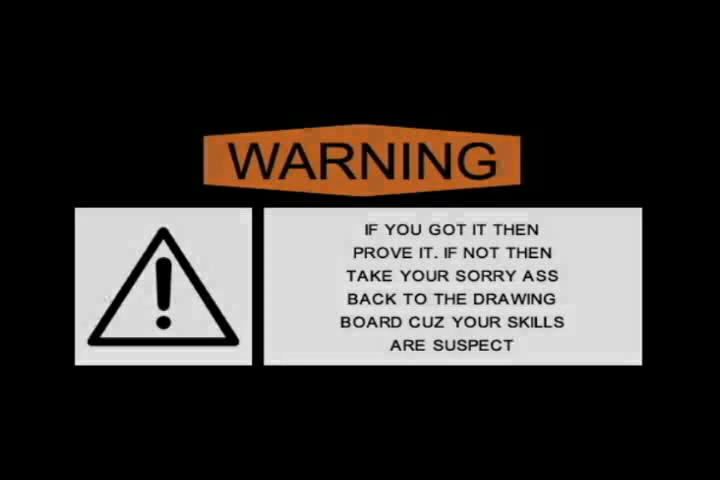 WARNING
IF YOU GOT IT THEN
PROVE IT. IF NOT THEN
TAKE YOUR SORRY ASS
BACK TO THE DRAWING
BOARD CUZ YOUR SKILLS
ARE SUSPECT